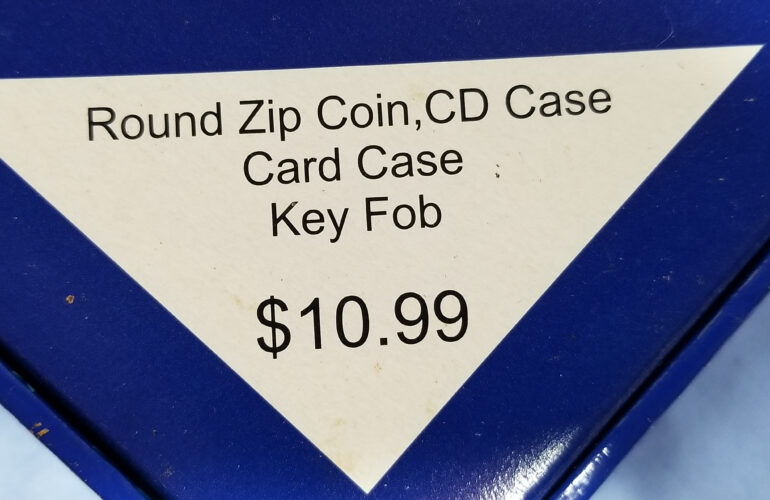 Round Zip Coin,CD Case
Card Case
Key Fob
$10.99